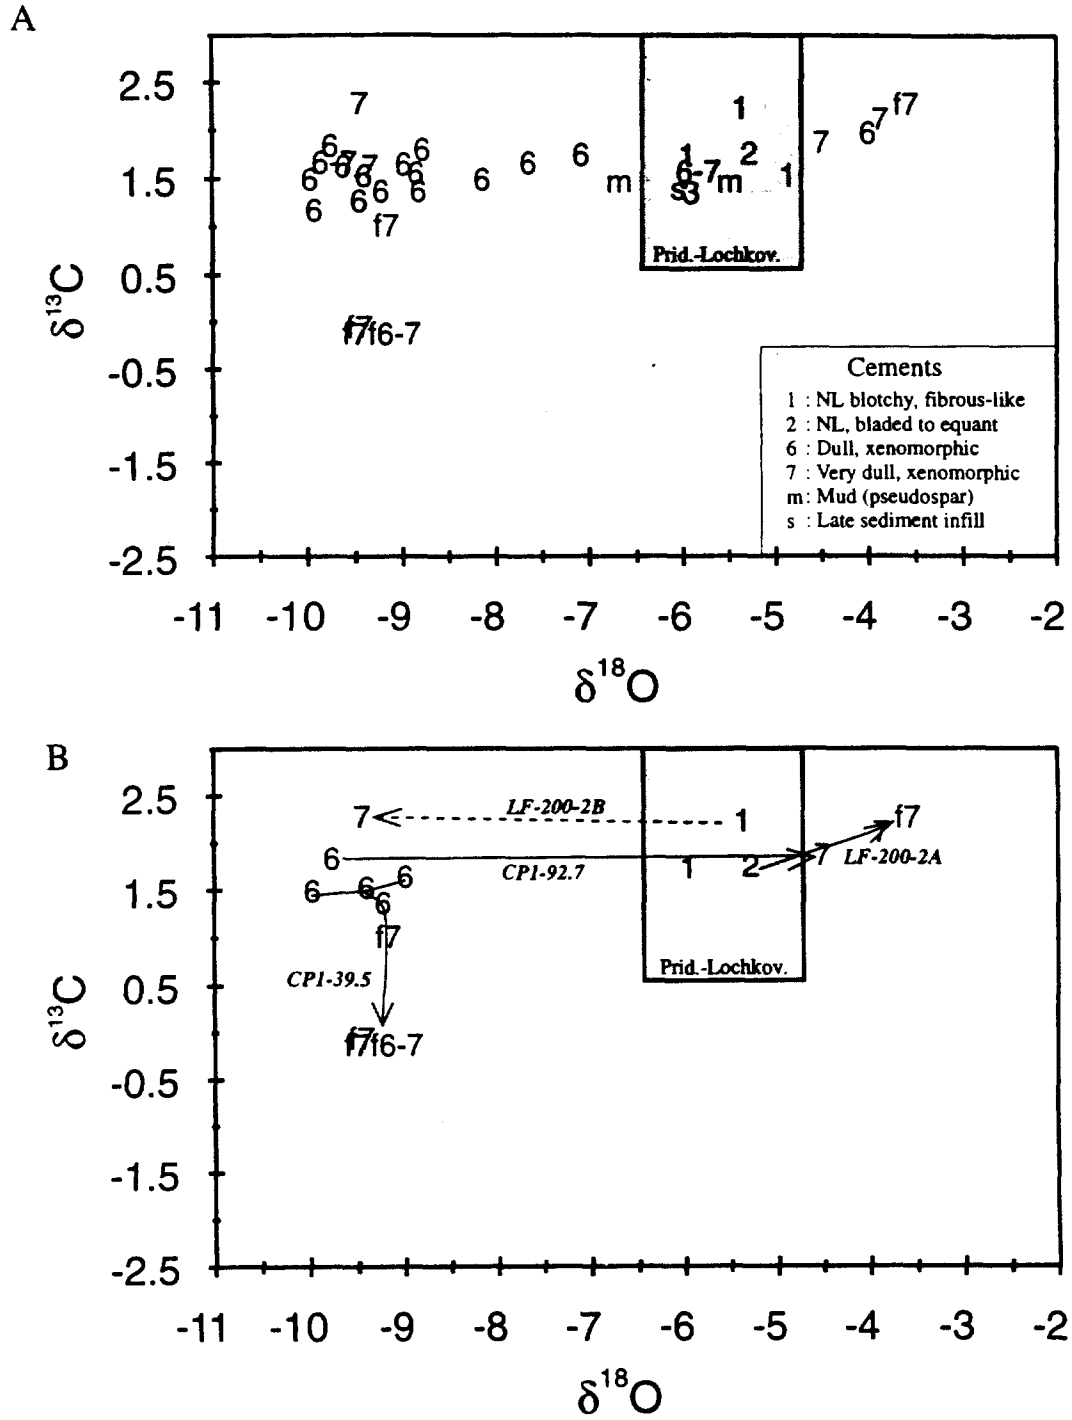 A
2.5
1.5
0.5
-0.5
-1.5
-2.5
δ13C
7
f7
1
7
6
7
6
6
6
6
7
6
6
6
6
6
6
6
6
6
6
f7
6
6
6
m
1
2
6-7
m
1
s3
Prid.-Lochkov.
f7f6-7
Cements
1 : NL blotchy, fibrous-like
2 : NL, bladed to equant
6 : Dull, xenomorphic
7 : Very dull, xenomorphic
m: Mud (pseudospar)
s : Late sediment infill
-11 -10 -9 -8 -7 -6 -5 -4 -3 -2
δ18O
B
2.5
1.5
0.5
-0.5
-1.5
-2.5
δ13C
7
LF-200-2B
1
f7
6
CP1-92.7
1
2
7
LF-200-2A
6
6
6
6
f7
CP1-39.5
Prid.-Lochkov.
f7
f7f6-7
-11 -10 -9 -8 -7 -6 -5 -4 -3 -2
δ18O